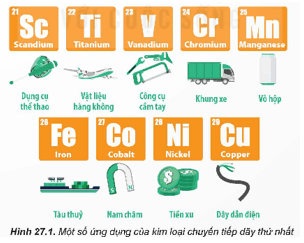 21 22 23 24 25
Sc Ti V Cr Mn
Scandium Titanium Vanadium Chromium Manganese
Dụng cụ thể thao
Vật liệu hàng không
Công cụ cầm tay
Khung xe
Vỏ hộp
26 27 28 29
Fe Co Ni Cu
Iron Cobalt Nickel Copper
Tàu thuỷ Nam châm Tiền xu Dây dẫn điện
Hình 27.1. Một số ứng dụng của kim loại chuyển tiếp dãy thứ nhất